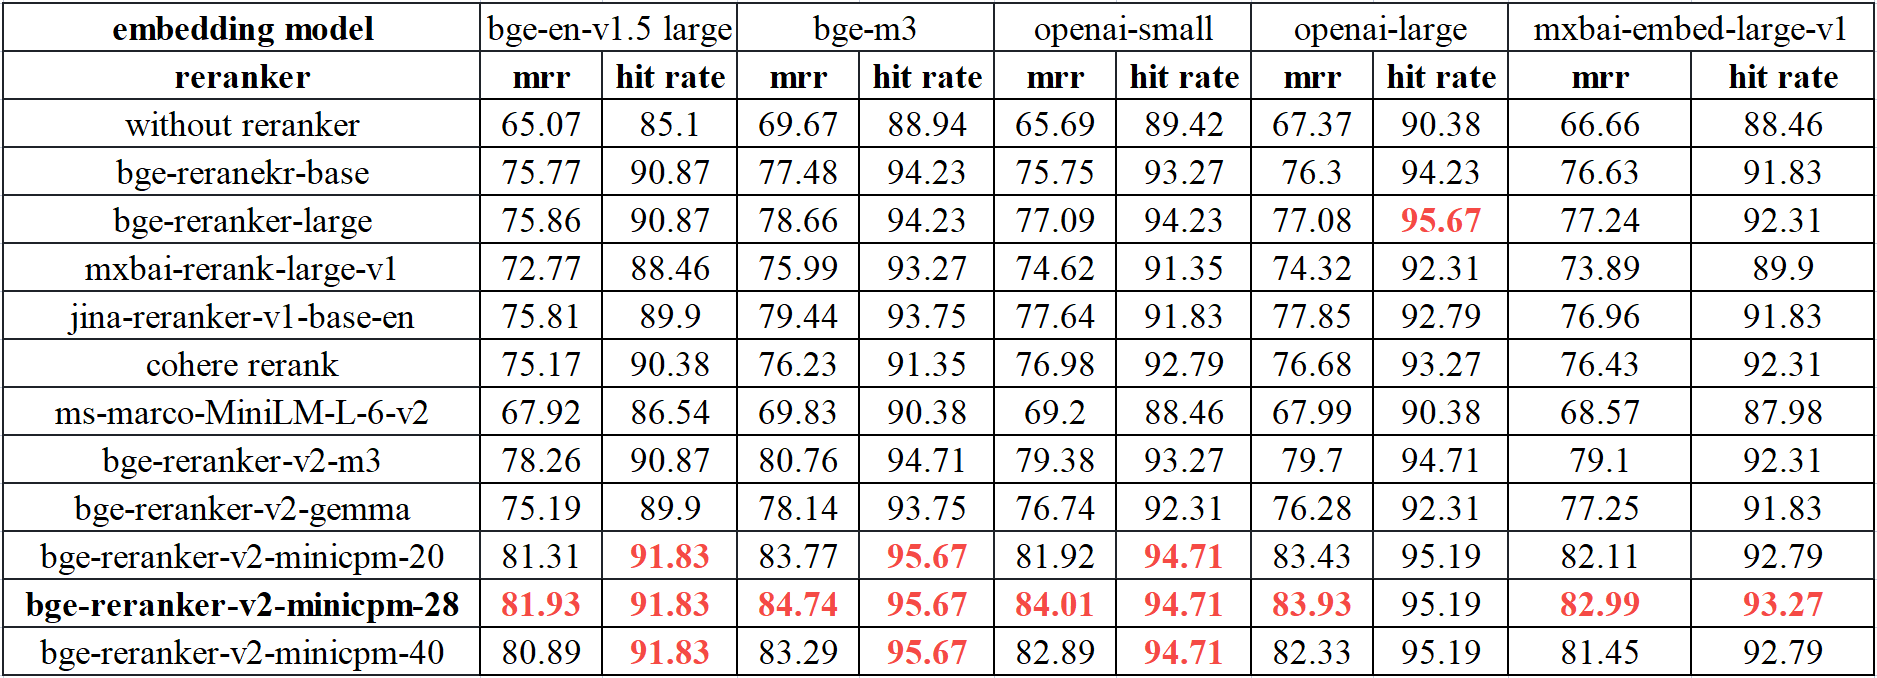 embedding model bge-en-v1.5 large bge-m3 openai-small openai-large mxbai-embed-large-v1
reranker mrr hit rate mrr hit rate mrr hit rate mrr hit rate mrr hit rate
without reranker 65.07 85.1 69.67 88.94 65.69 89.42 67.37 90.38 66.66 88.46
bge-reranekr-base 75.77 90.87 77.48 94.23 75.75 93.27 76.3 94.23 76.63 91.83
bge-reranker-large 75.86 90.87 78.66 94.23 77.09 94.23 77.08 95.67 77.24 92.31
mxbai-rerank-large-v1 72.77 88.46 75.99 93.27 74.62 91.35 74.32 92.31 73.89 89.9
jina-reranker-v1-base-en 75.81 89.9 79.44 93.75 77.64 91.83 77.85 92.79 76.96 91.83
cohere rerank 75.17 90.38 76.23 91.35 76.98 92.79 76.68 93.27 76.43 92.31
ms-marco-MiniLM-L-6-v2 67.92 86.54 69.83 90.38 69.2 88.46 67.99 90.38 68.57 87.98
bge-reranker-v2-m3 78.26 90.87 80.76 94.71 79.38 93.27 79.7 94.71 79.1 92.31
bge-reranker-v2-gemma 75.19 89.9 78.14 93.75 76.74 92.31 76.28 92.31 77.25 91.83
bge-reranker-v2-minicpm-20 81.31 91.83 83.77 95.67 81.92 94.71 83.43 95.19 82.11 92.79
bge-reranker-v2-minicpm-28 81.93 91.83 84.74 95.67 84.01 94.71 83.93 95.19 82.99 93.27
bge-reranker-v2-minicpm-40 80.89 91.83 83.29 95.67 82.89 94.71 82.33 95.19 81.45 92.79